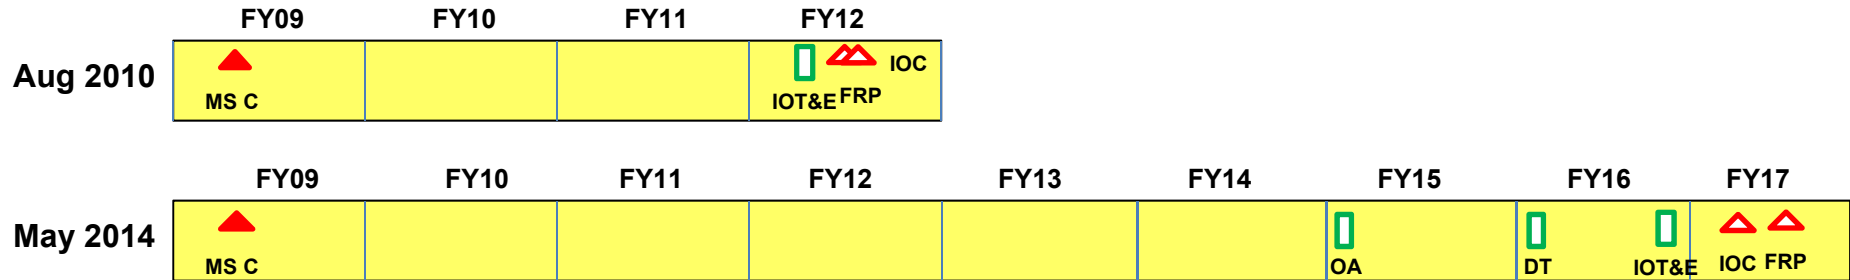 FY09 FY10 FY11 FY12
Aug 2010
IOC
MS C IOT&E FRP
FY09 FY10 FY11 FY12 FY13 FY14 FY15 FY16 FY17
May 2014
MS C OA DT IOT&E IOC FRP